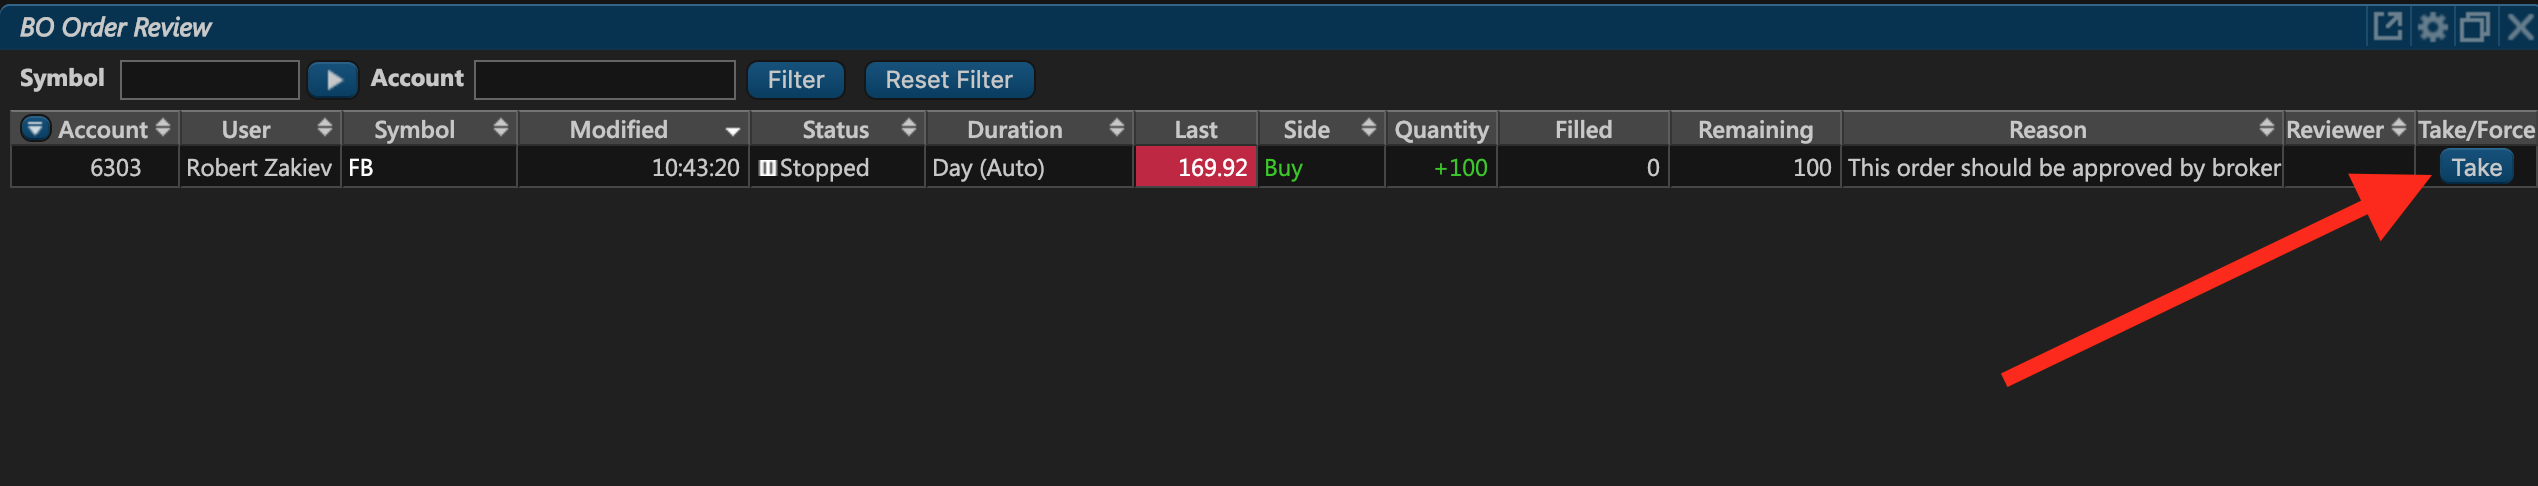 BO Order Review
Symbol Account Filter Reset Filter
Account User Symbol Modified Status Duration Last Side Quantity Filled Remaining Reason Reviewer Take/Force
6303 Robert Zakiev FB 10:43:20 Stopped Day (Auto) 169.92 Buy +100 0 100 This order should be approved by broker Take